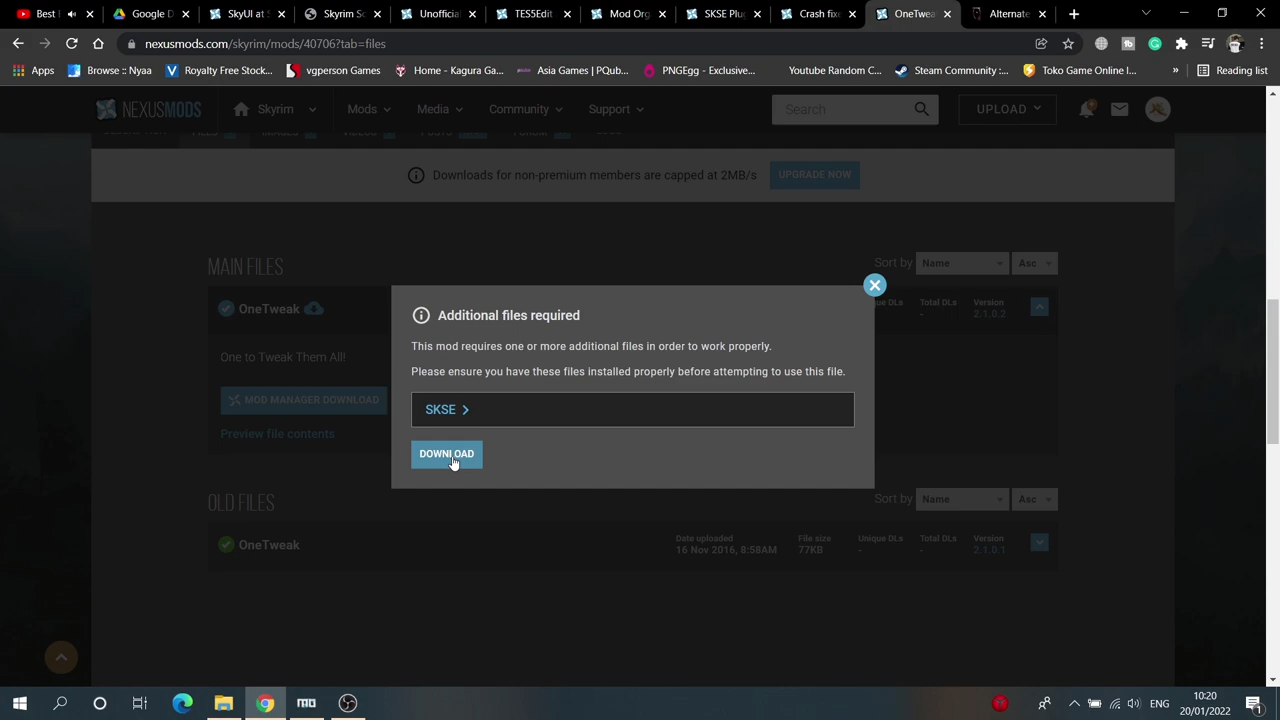 Best I
Google D
SkyUI at S
Skyrim Sc
Unofficia
TES5Edit
Mod Org
SKSE Plug
Crash fixe
OneTwea
Alternate
nexusmods.com/skyrim/mods/40706?tab=files
Apps
Browse :: Nyaa
Royalty Free Stock...
vgperson Games
Home - Kagura Ga...
Asia Games | PQub...
PNGEgg - Exclusive...
Youtube Random C...
Steam Community :...
Toko Game Online I...
»
Reading list
NEXUSMODS
Skyrim
Mods
Media
Community
Support
Search
UPLOAD
Downloads for non-premium members are capped at 2MB/s
UPGRADE NOW
MAIN FILES
Sort by
Name
Asc
OneTweak
que DLs
Total DLs
Version
-
2.1.0.2
One to Tweak Them All!
MOD MANAGER DOWNLOAD
Preview file contents
Additional files required
This mod requires one or more additional files in order to work properly.
Please ensure you have these files installed properly before attempting to use this file.
SKSE
DOWNLOAD
OLD FILES
Sort by
Name
Asc
OneTweak
Date uploaded
File size
Unique DLs
Total DLs
Version
16 Nov 2016, 8:58AM
77KB
-
-
2.1.0.1
ENG
10:20
20/01/2022
1